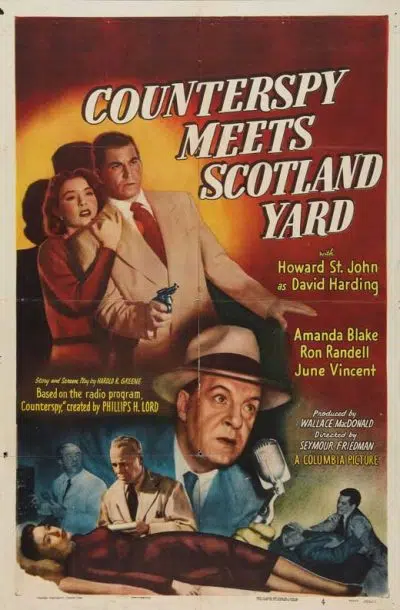 COUNTERSPY
MEETS
SCOTLAND
YARD
with
Howard St. John
as David Harding
Amanda Blake
Ron Randell
June Vincent
Story and Screen Play by HAROLD R. GREENE
Based on the radio program,
Counterspy," created by PHILLIPS H. LORD
Produced by
WALLACE MacDONALD
Directed by
SEYMOUR FRIEDMAN
A COLUMBIA PICTURE